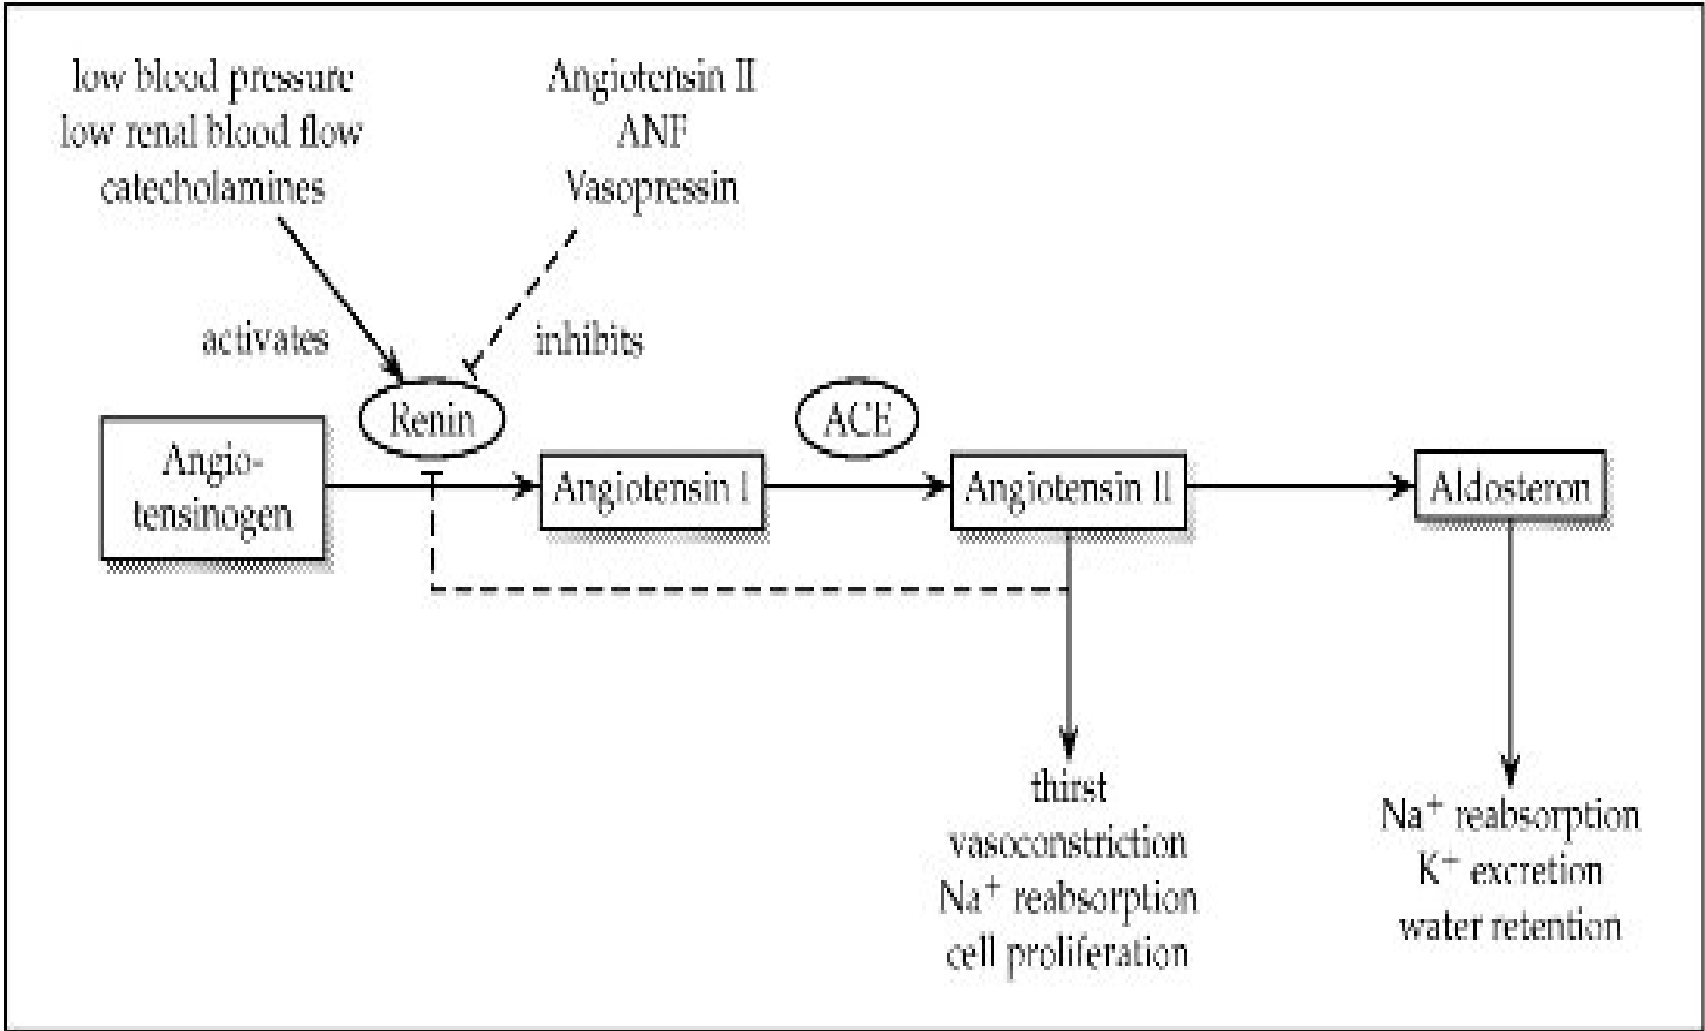 low blood pressure
low renal blood flow
catecholamines
Angiotensin II
ANF
Vasopressin
activates
inhibits
Renin
ACE
Angio-
tensinogen
Angiotensin I
Angiotensin II
Aldosteron
thirst
vasoconstriction
Na⁺ reabsorption
cell proliferation
Na⁺ reabsorption
K⁺ excretion
water retention